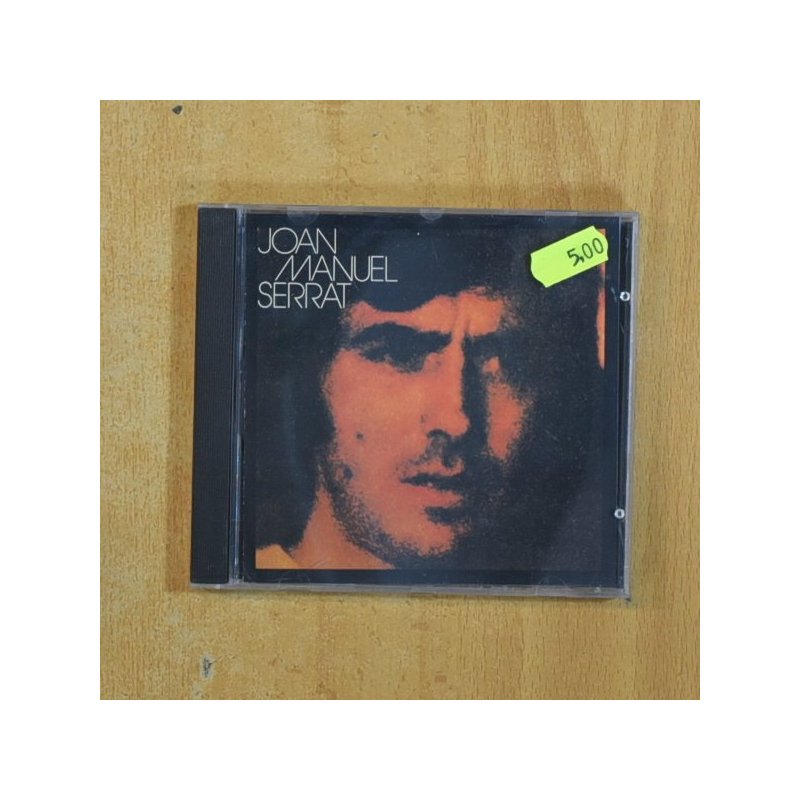 JOAN
MANUEL
SERRAT
5,00